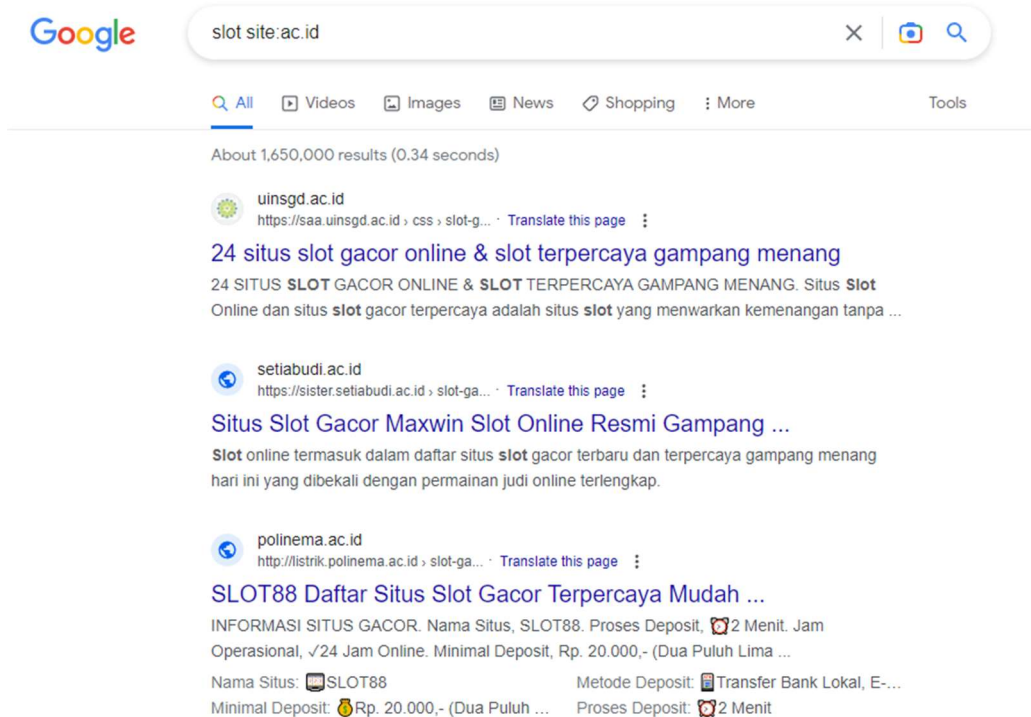 Google
slot site:ac.id
All Videos Images News Shopping More Tools
About 1,650,000 results (0.34 seconds)
uinsgd.ac.id
https://saa.uinsgd.ac.id › css › slot-g... · Translate this page
24 situs slot gacor online & slot terpercaya gampang menang
24 SITUS SLOT GACOR ONLINE & SLOT TERPERCAYA GAMPANG MENANG. Situs Slot
Online dan situs slot gacor terpercaya adalah situs slot yang menwarkan kemenangan tanpa ...
setiabudi.ac.id
https://sister.setiabudi.ac.id › slot-ga... · Translate this page
Situs Slot Gacor Maxwin Slot Online Resmi Gampang ...
Slot online termasuk dalam daftar situs slot gacor terbaru dan terpercaya gampang menang
hari ini yang dibekali dengan permainan judi online terlengkap.
polinema.ac.id
http://listrik.polinema.ac.id › slot-ga... · Translate this page
SLOT88 Daftar Situs Slot Gacor Terpercaya Mudah ...
INFORMASI SITUS GACOR. Nama Situs, SLOT88. Proses Deposit, ⏰2 Menit. Jam
Operasional, ✓24 Jam Online. Minimal Deposit, Rp. 20.000,- (Dua Puluh Lima ...
Nama Situs: 🎰SLOT88 Metode Deposit: 🏧Transfer Bank Lokal, E-...
Minimal Deposit: 💰Rp. 20.000,- (Dua Puluh ... Proses Deposit: ⏰2 Menit